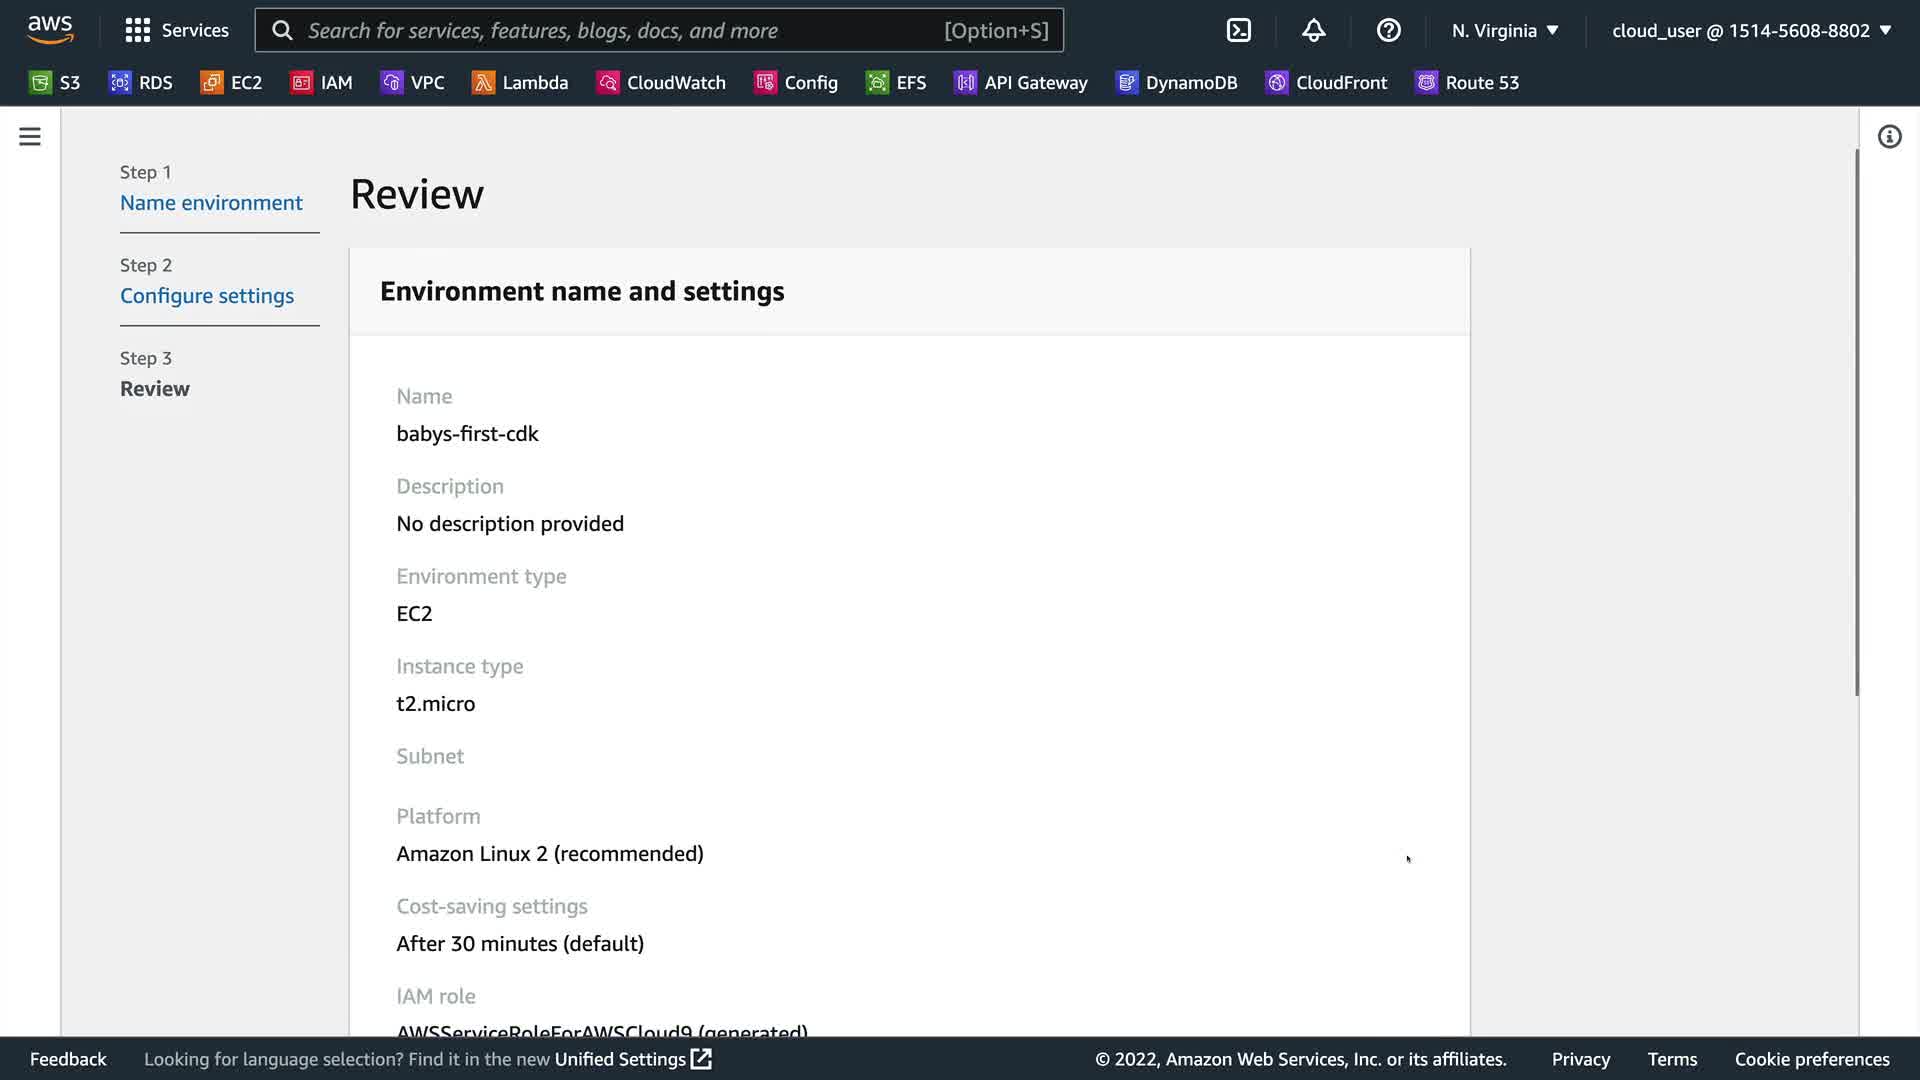 aws
Services
Search for services, features, blogs, docs, and more
[Option+S]
N. Virginia
cloud_user @ 1514-5608-8802
S3
RDS
EC2
IAM
VPC
Lambda
CloudWatch
Config
EFS
API Gateway
DynamoDB
CloudFront
Route 53
Step 1
Name environment
Step 2
Configure settings
Step 3
Review
Review
Environment name and settings
Name
babys-first-cdk
Description
No description provided
Environment type
EC2
Instance type
t2.micro
Subnet
Platform
Amazon Linux 2 (recommended)
Cost-saving settings
After 30 minutes (default)
IAM role
AWSServiceRoleForAWSCloud9 (generated)
Feedback
Looking for language selection? Find it in the new Unified Settings
© 2022, Amazon Web Services, Inc. or its affiliates.
Privacy
Terms
Cookie preferences